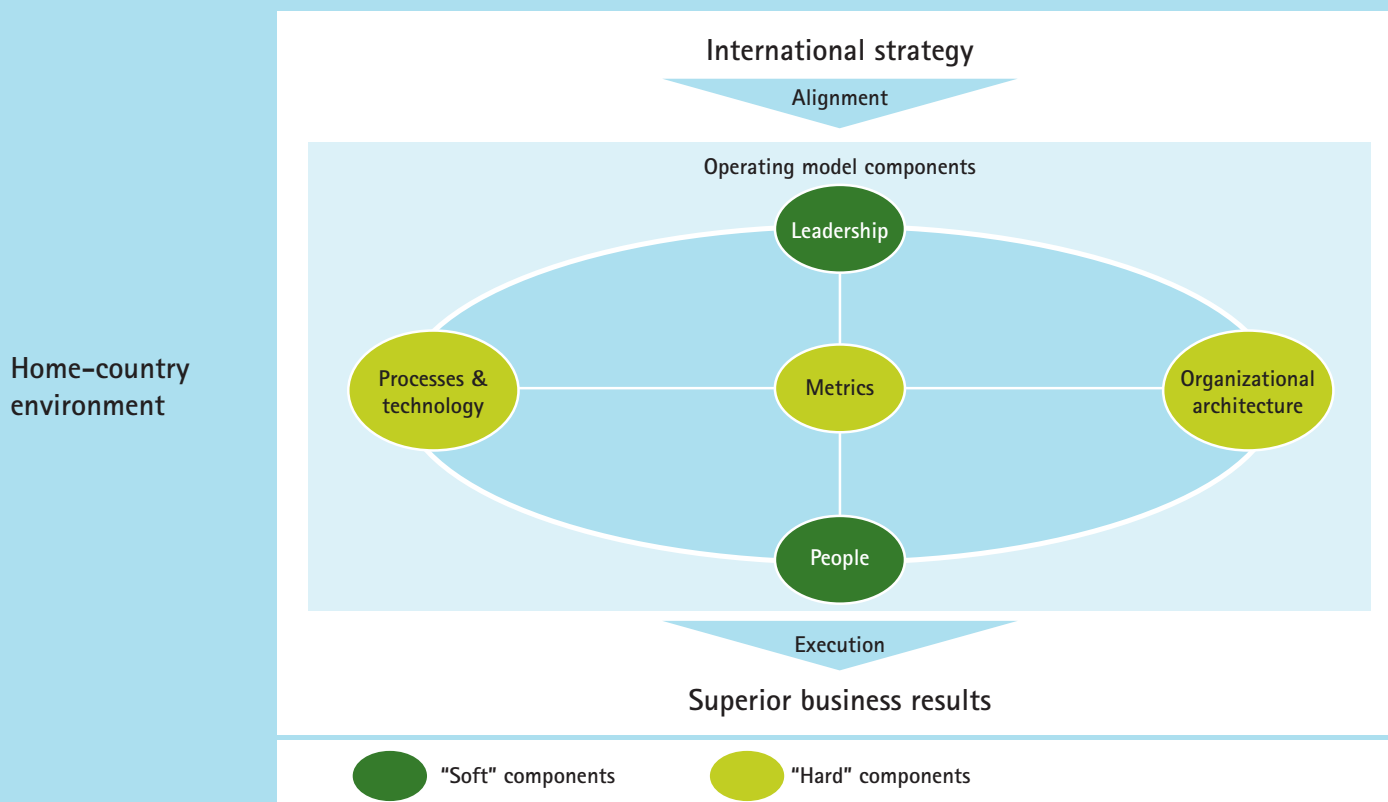 International strategy
Alignment
Operating model components
Leadership
Home-country
environment
Processes &
technology
Metrics
Organizational
architecture
People
Execution
Superior business results
“Soft” components
“Hard” components